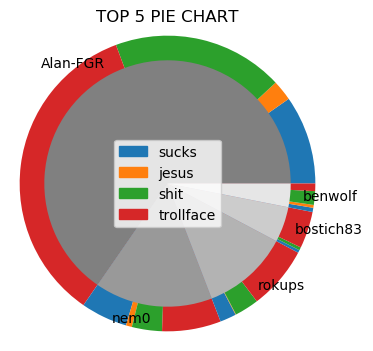 TOP 5 PIE CHART
Alan-FGR
sucks
jesus
shit
trollface
benwolf
bostich83
rokups
nem0